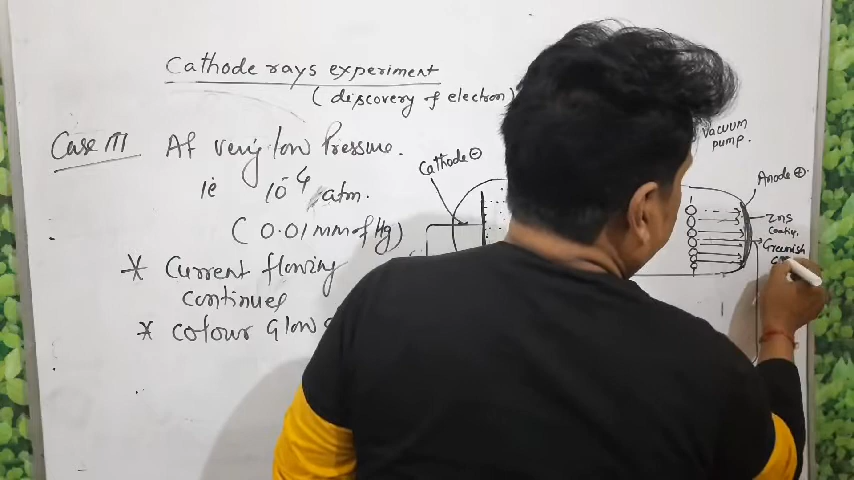 Cathode rays experiment
(discovery of electron)
Case III At very low Pressure.
ie 10⁻⁴ atm.
(0.01 mm of Hg)
* Current flowing
continues
* colour Glow
Cathode ⊖
Vacuum
pump.
Anode ⊕.
zns
Greenish